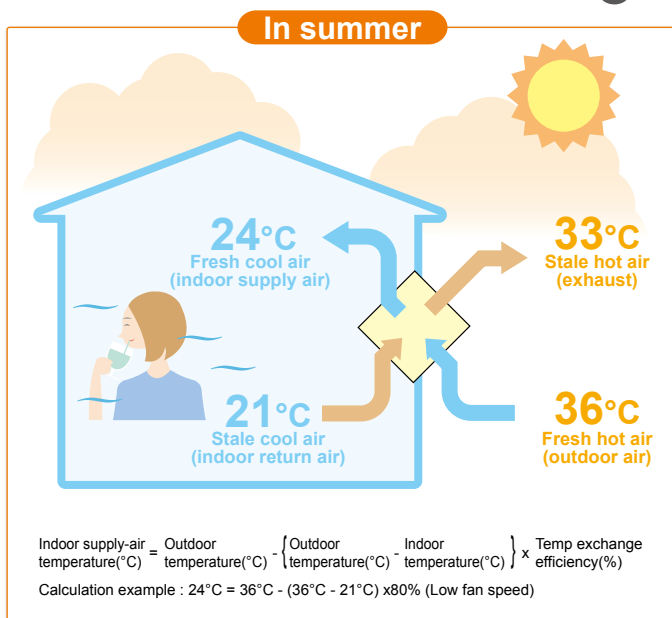 In summer
24°C
Fresh cool air
(indoor supply air)
33°C
Stale hot air
(exhaust)
21°C
Stale cool air
(indoor return air)
36°C
Fresh hot air
(outdoor air)
Indoor supply-air temperature(°C) = Outdoor temperature(°C) - { Outdoor temperature(°C) - Indoor temperature(°C) } x Temp exchange efficiency(%)
Calculation example : 24°C = 36°C - (36°C - 21°C) x80% (Low fan speed)